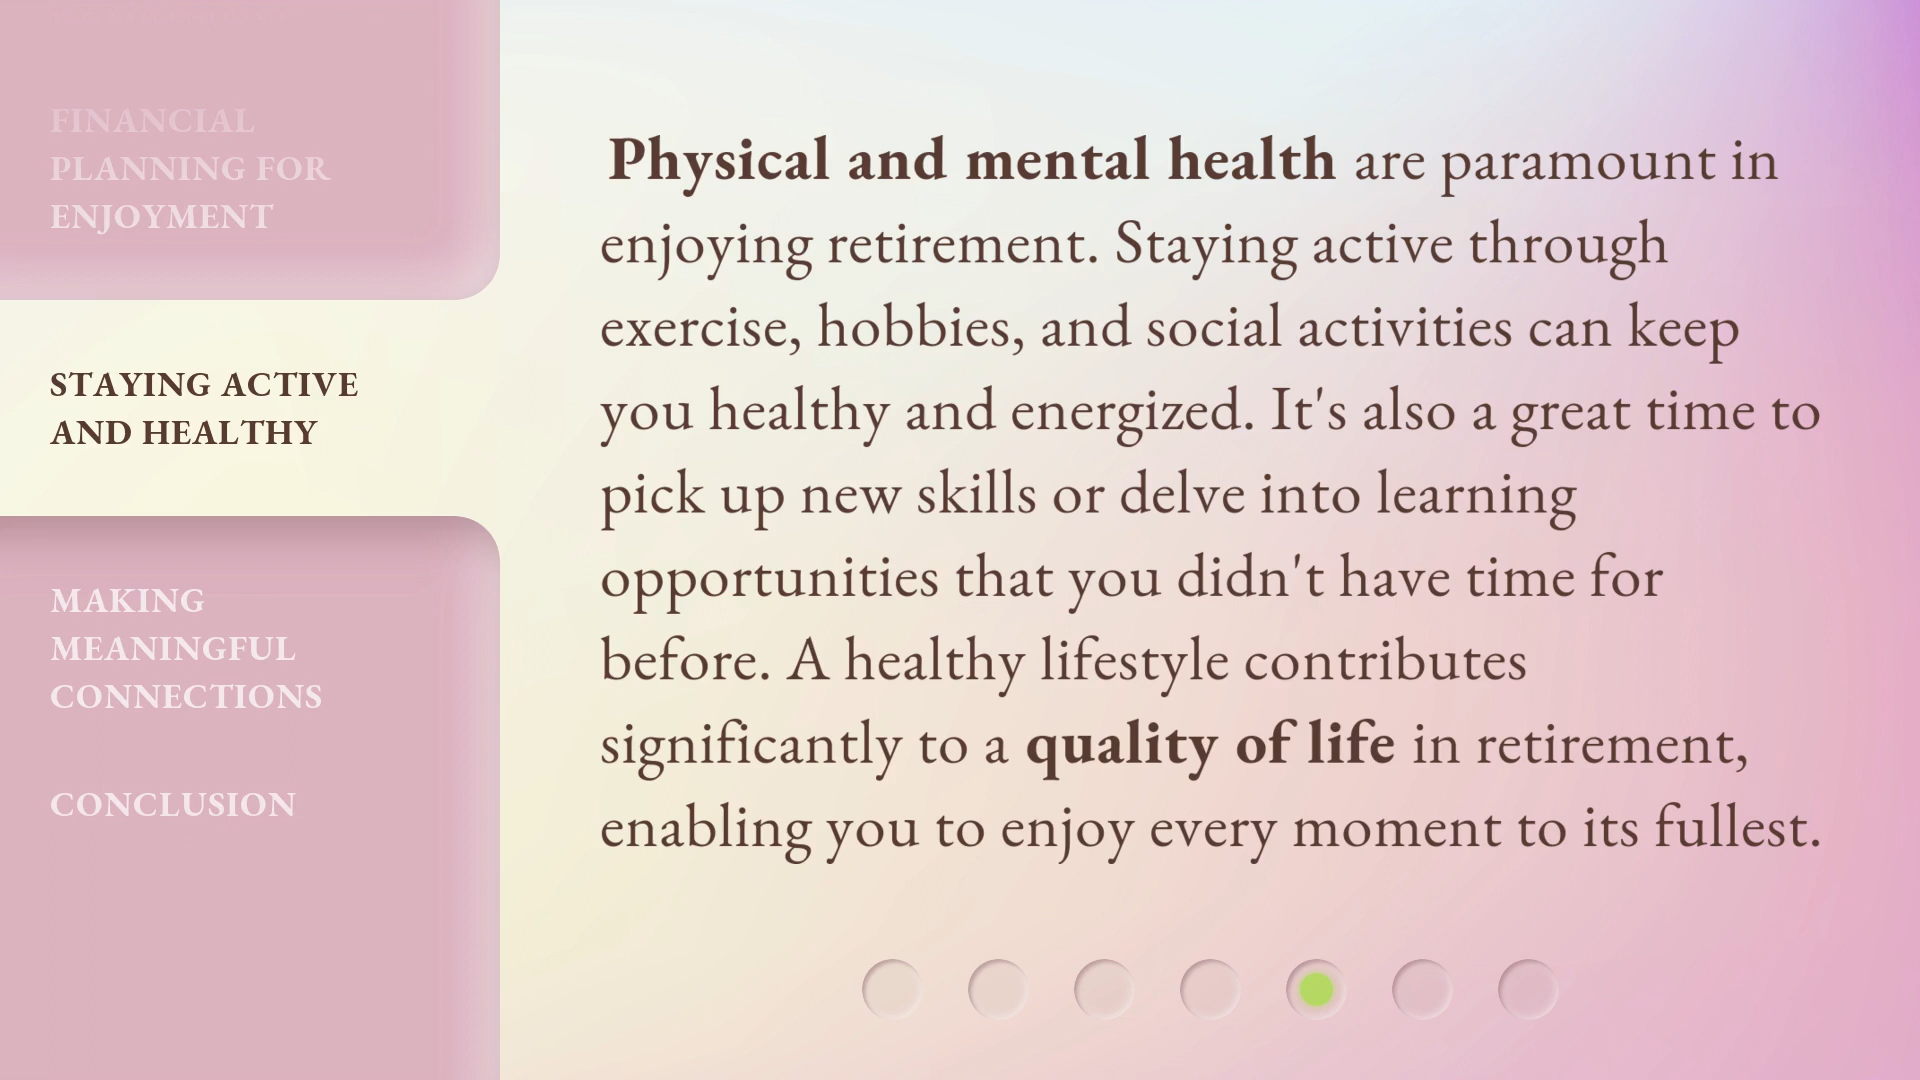 FINANCIAL
PLANNING FOR
ENJOYMENT
STAYING ACTIVE
AND HEALTHY
MAKING
MEANINGFUL
CONNECTIONS
CONCLUSION
Physical and mental health are paramount in
enjoying retirement. Staying active through
exercise, hobbies, and social activities can keep
you healthy and energized. It's also a great time to
pick up new skills or delve into learning
opportunities that you didn't have time for
before. A healthy lifestyle contributes
significantly to a quality of life in retirement,
enabling you to enjoy every moment to its fullest.